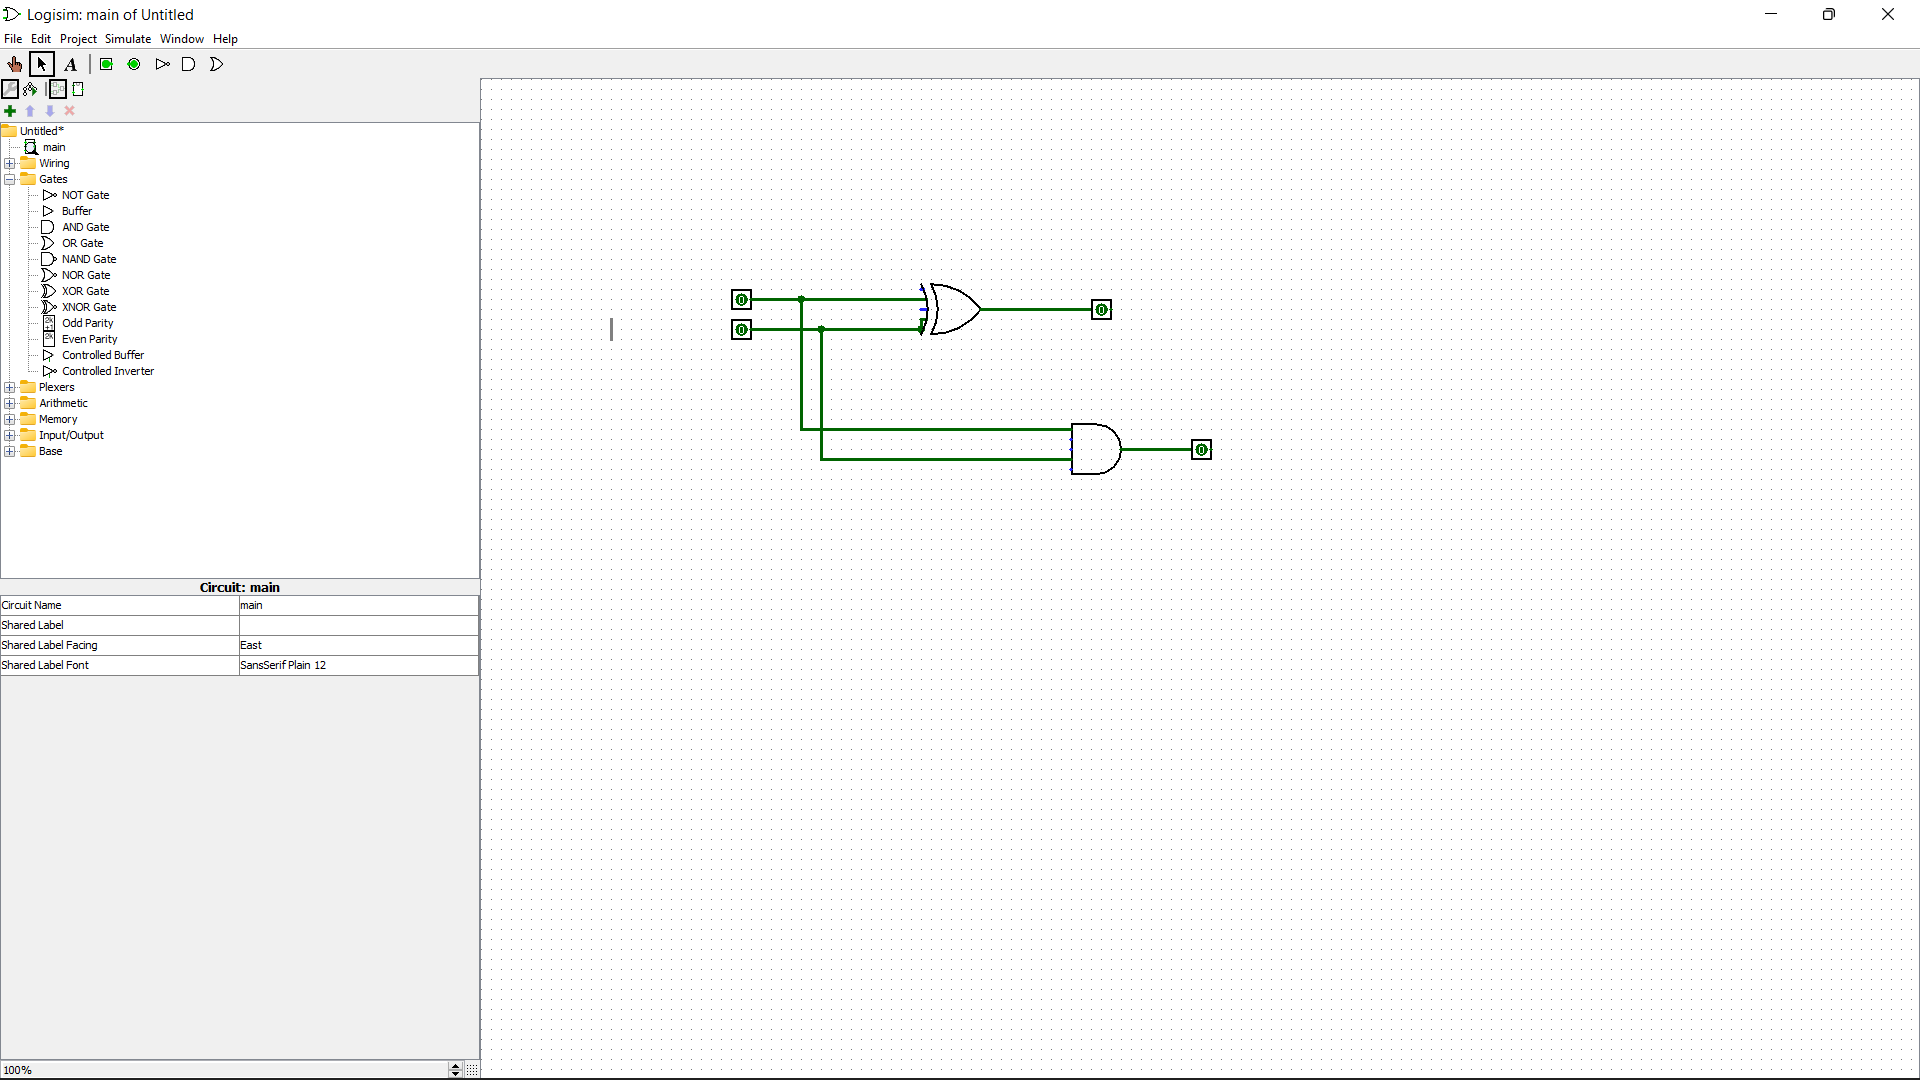 Logisim: main of Untitled
File Edit Project Simulate Window Help
A
Untitled*
main
Wiring
Gates
NOT Gate
Buffer
AND Gate
OR Gate
NAND Gate
NOR Gate
XOR Gate
XNOR Gate
Odd Parity
Even Parity
Controlled Buffer
Controlled Inverter
Plexers
Arithmetic
Memory
Input/Output
Base
Circuit: main
Circuit Name main
Shared Label
Shared Label Facing East
Shared Label Font SansSerif Plain 12
100%
0
0
0
0